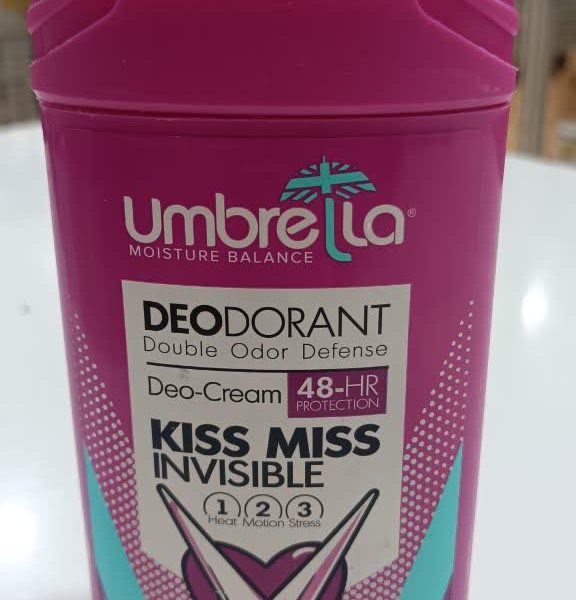 umbrella®
MOISTURE BALANCE
DEODORANT
Double Odor Defense
Deo-Cream 48-HR
PROTECTION
KISS MISS
INVISIBLE
1 2 3
Heat Motion Stress